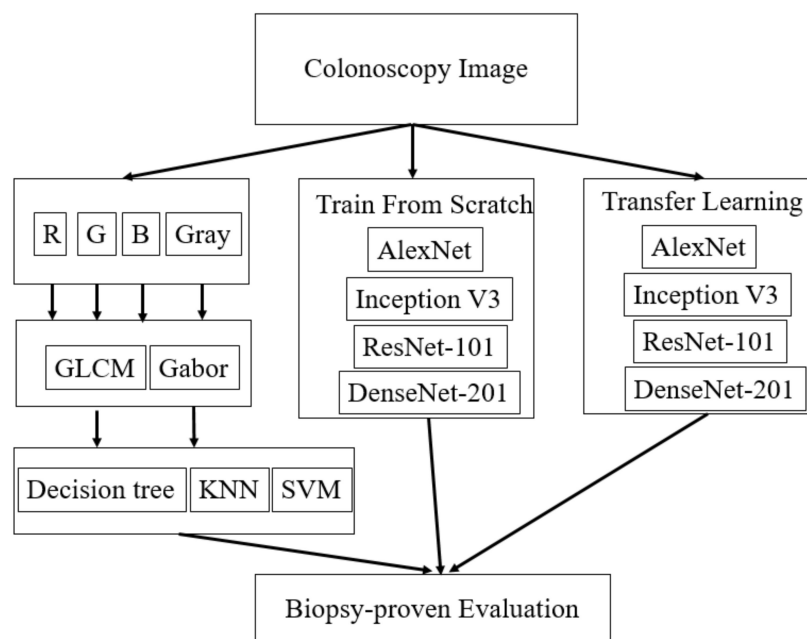 Colonoscopy Image
R G B Gray
GLCM Gabor
Decision tree KNN SVM
Train From Scratch
AlexNet
Inception V3
ResNet-101
DenseNet-201
Transfer Learning
AlexNet
Inception V3
ResNet-101
DenseNet-201
Biopsy-proven Evaluation